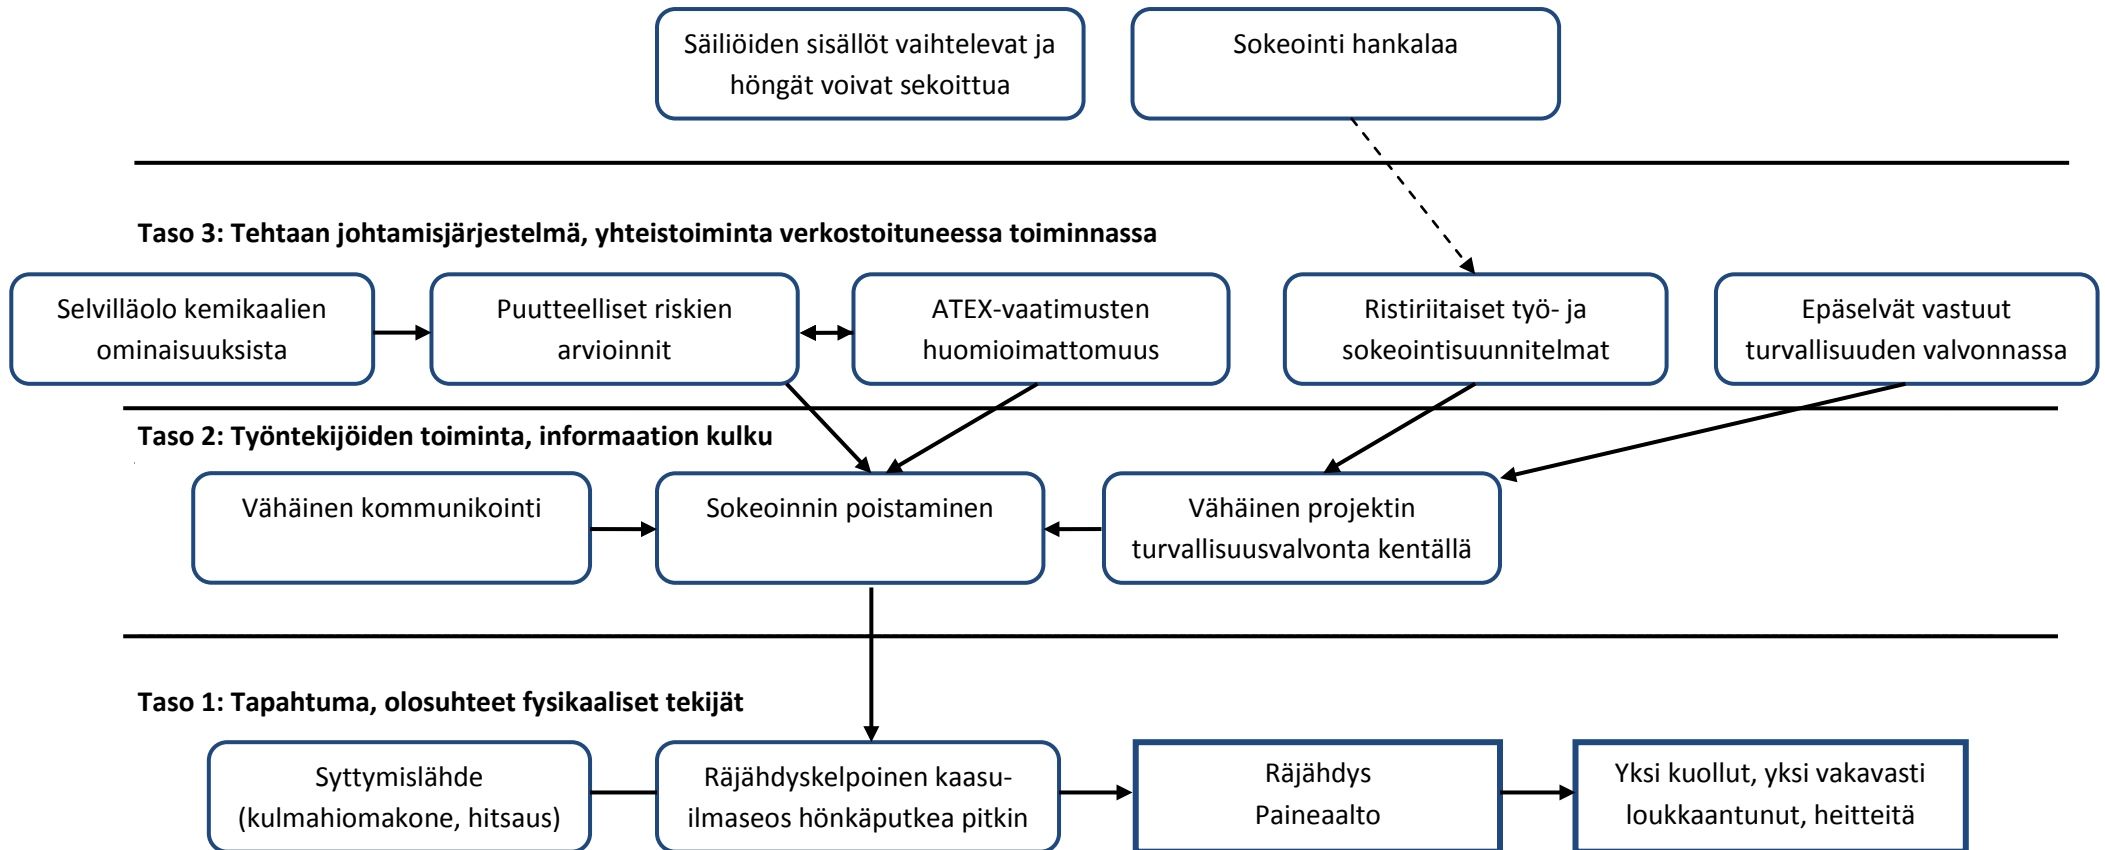 Säiliöiden sisällöt vaihtelevat ja
höngät voivat sekoittua
Sokeointi hankalaa
Taso 3: Tehtaan johtamisjärjestelmä, yhteistoiminta verkostoituneessa toiminnassa
Selvilläolo kemikaalien
ominaisuuksista
Puutteelliset riskien
arvioinnit
ATEX-vaatimusten
huomioimattomuus
Ristiriitaiset työ- ja
sokeointisuunnitelmat
Epäselvät vastuut
turvallisuuden valvonnassa
Taso 2: Työntekijöiden toiminta, informaation kulku
Vähäinen kommunikointi
Sokeoinnin poistaminen
Vähäinen projektin
turvallisuusvalvonta kentällä
Taso 1: Tapahtuma, olosuhteet fysikaaliset tekijät
Syttymislähde
(kulmahiomakone, hitsaus)
Räjähdyskelpoinen kaasu-
ilmaseos hönkäputkea pitkin
Räjähdys
Paineaalto
Yksi kuollut, yksi vakavasti
loukkaantunut, heitteitä